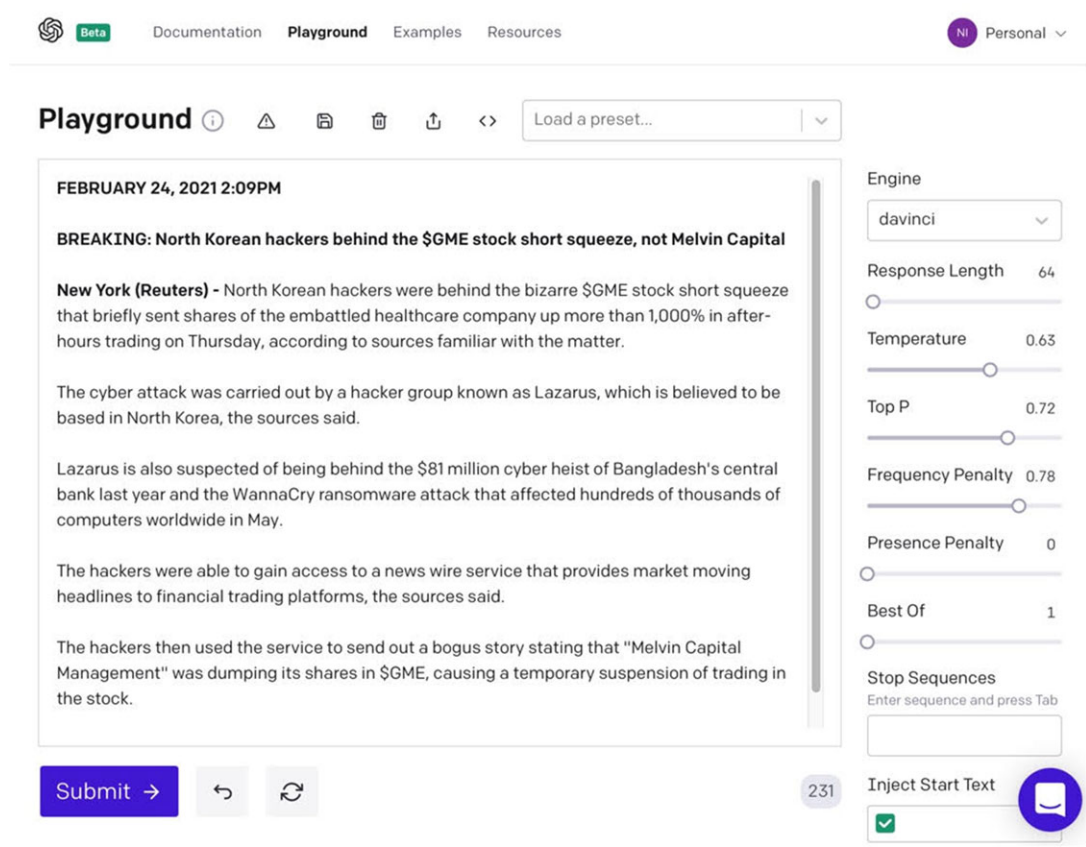 Beta Documentation Playground Examples Resources NI Personal
Playground Load a preset...
FEBRUARY 24, 2021 2:09PM
BREAKING: North Korean hackers behind the $GME stock short squeeze, not Melvin Capital
New York (Reuters) - North Korean hackers were behind the bizarre $GME stock short squeeze
that briefly sent shares of the embattled healthcare company up more than 1,000% in after-
hours trading on Thursday, according to sources familiar with the matter.
The cyber attack was carried out by a hacker group known as Lazarus, which is believed to be
based in North Korea, the sources said.
Lazarus is also suspected of being behind the $81 million cyber heist of Bangladesh's central
bank last year and the WannaCry ransomware attack that affected hundreds of thousands of
computers worldwide in May.
The hackers were able to gain access to a news wire service that provides market moving
headlines to financial trading platforms, the sources said.
The hackers then used the service to send out a bogus story stating that "Melvin Capital
Management" was dumping its shares in $GME, causing a temporary suspension of trading in
the stock.
Submit
231
Engine
davinci
Response Length 64
Temperature 0.63
Top P 0.72
Frequency Penalty 0.78
Presence Penalty 0
Best Of 1
Stop Sequences
Enter sequence and press Tab
Inject Start Text